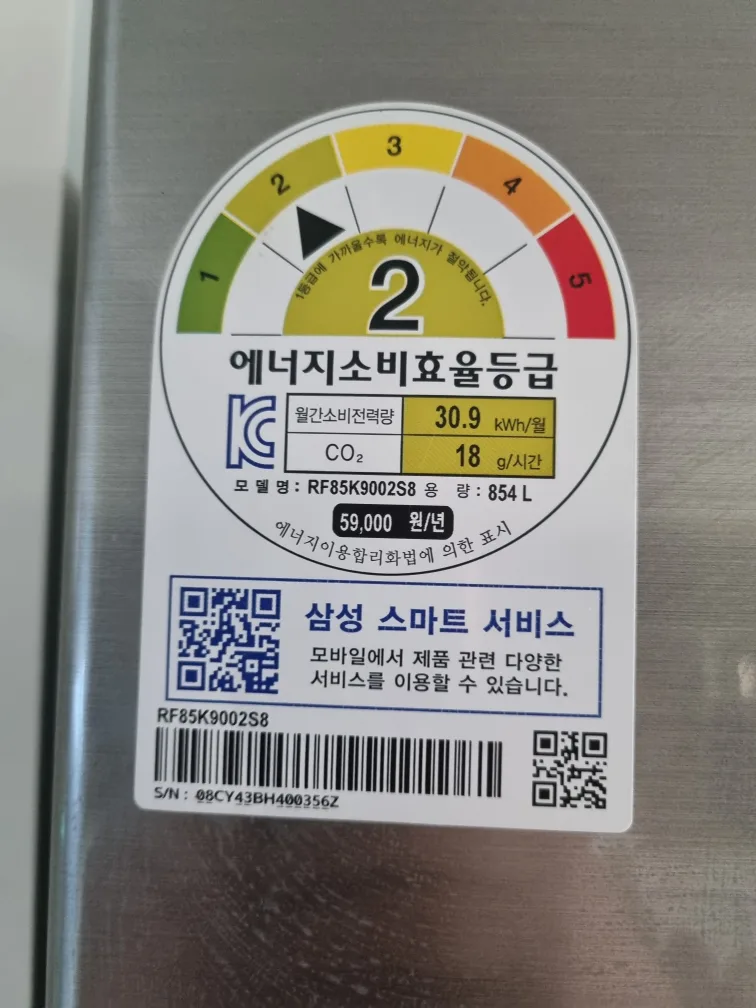 1 2 3 4 5
1등급에 가까울수록 에너지가 절약됩니다.
2
에너지소비효율등급
월간소비전력량 30.9 kWh/월
CO₂ 18 g/시간
모델명: RF85K9002S8 용 량: 854 L
59,000 원/년
에너지이용합리화법에 의한 표시
삼성 스마트 서비스
모바일에서 제품 관련 다양한
서비스를 이용할 수 있습니다.
RF85K9002S8
S/N : 08CY43BH400356Z